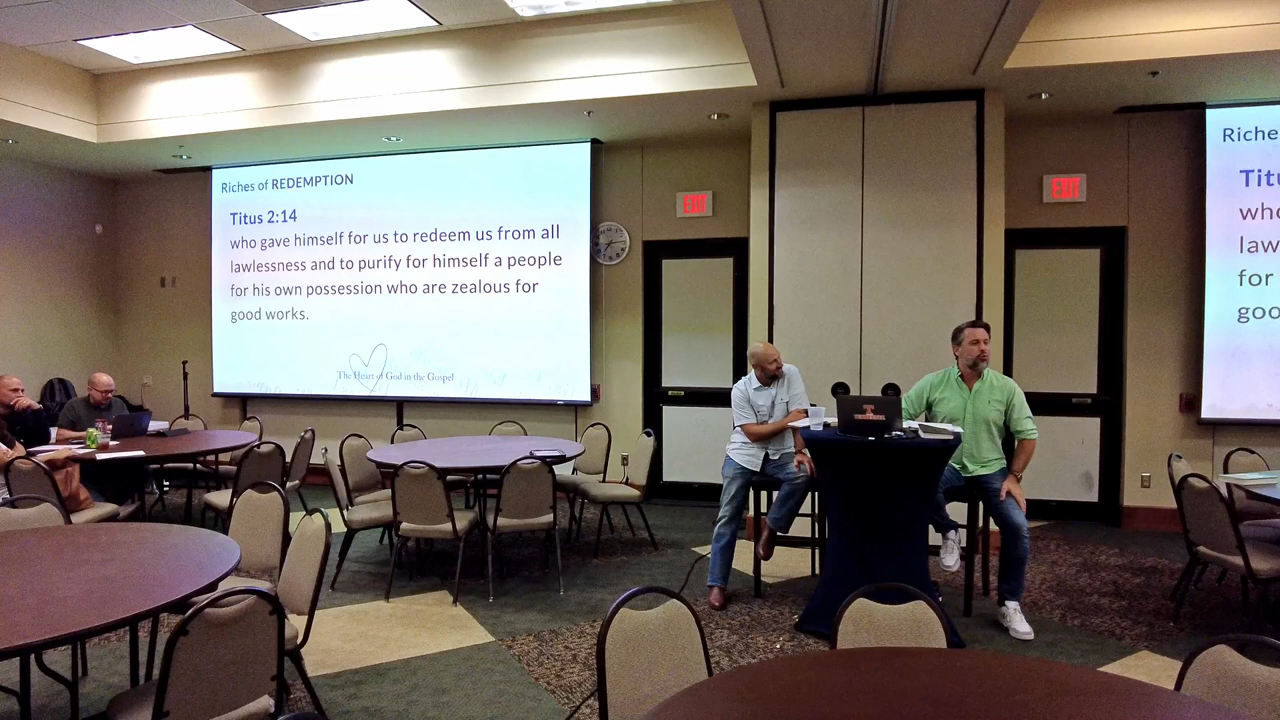 Riches of REDEMPTION
Titus 2:14
who gave himself for us to redeem us from all
lawlessness and to purify for himself a people
for his own possession who are zealous for
good works.
The Heart of God in the Gospel
EXIT
EXIT
T
Riche
Titu
who
law
for
goo